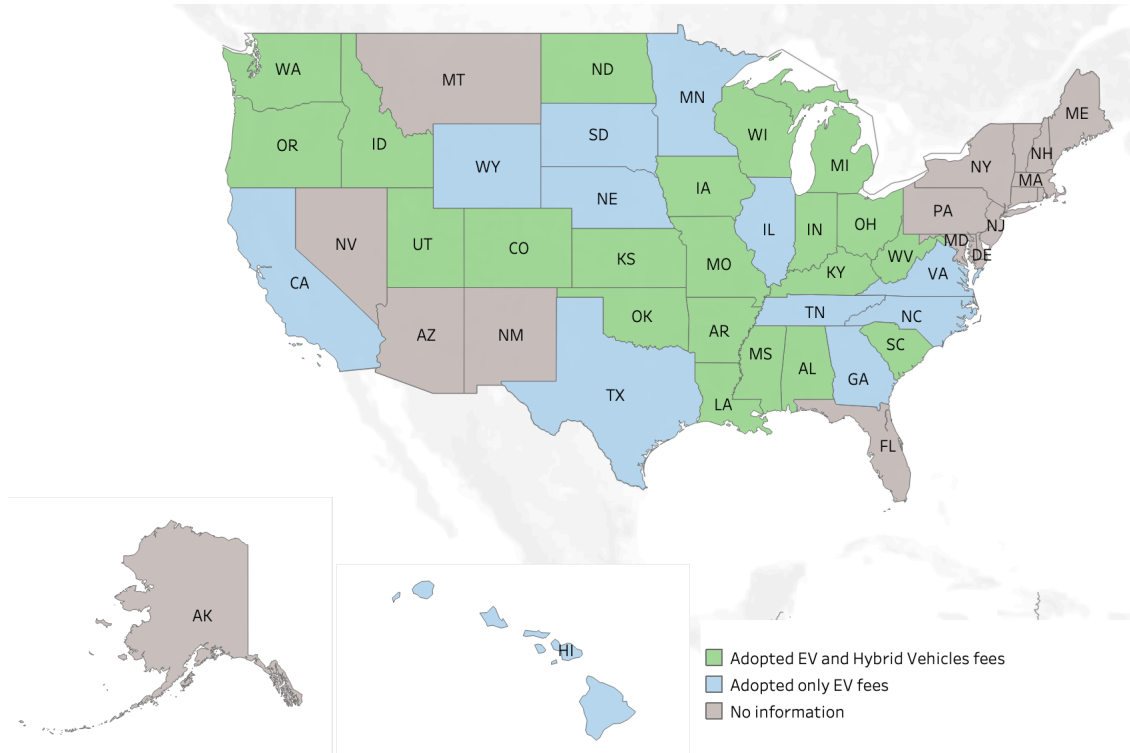 WA
MT
ND
MN
ME
OR
ID
SD
WI
NH
NY
WY
MI
MA
IA
NE
PA
NJ
NV
UT
CO
IL
IN
OH
MD
DE
CA
KS
MO
WV
VA
KY
AZ
NM
OK
AR
TN
NC
MS
AL
SC
GA
TX
LA
FL
AK
HI
Adopted EV and Hybrid Vehicles fees
Adopted only EV fees
No information